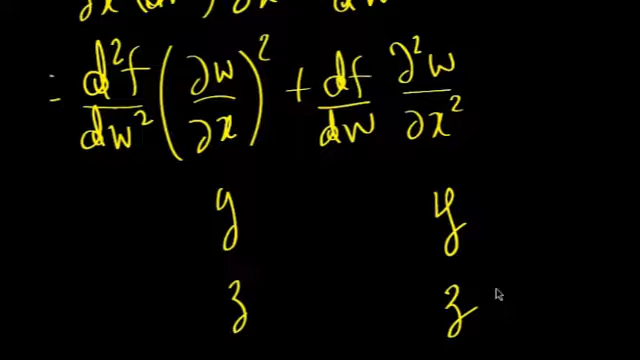 = d²f/dw² (∂w/∂x)² + df/dw ∂²w/∂x²
y y
z z